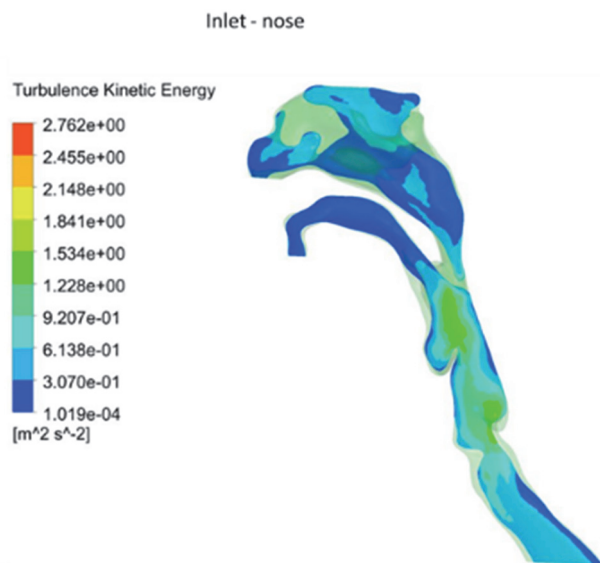 Inlet - nose
Turbulence Kinetic Energy
2.762e+00
2.455e+00
2.148e+00
1.841e+00
1.534e+00
1.228e+00
9.207e-01
6.138e-01
3.070e-01
1.019e-04
[m^2 s^-2]